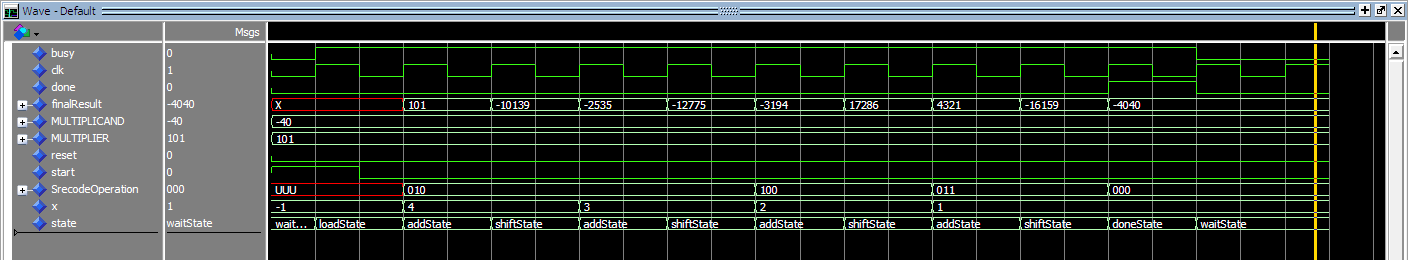 Wave - Default
Msgs
busy 0
clk 1
done 0
finalResult -4040 X 101 -10139 -2535 -12775 -3194 17286 4321 -16159 -4040
MULTIPLICAND -40 -40
MULTIPLIER 101 101
reset 0
start 0
SrecodeOperation 000 UUU 010 100 011 000
x 1 -1 4 3 2 1
state waitState wait... loadState addState shiftState addState shiftState addState shiftState addState shiftState doneState waitState